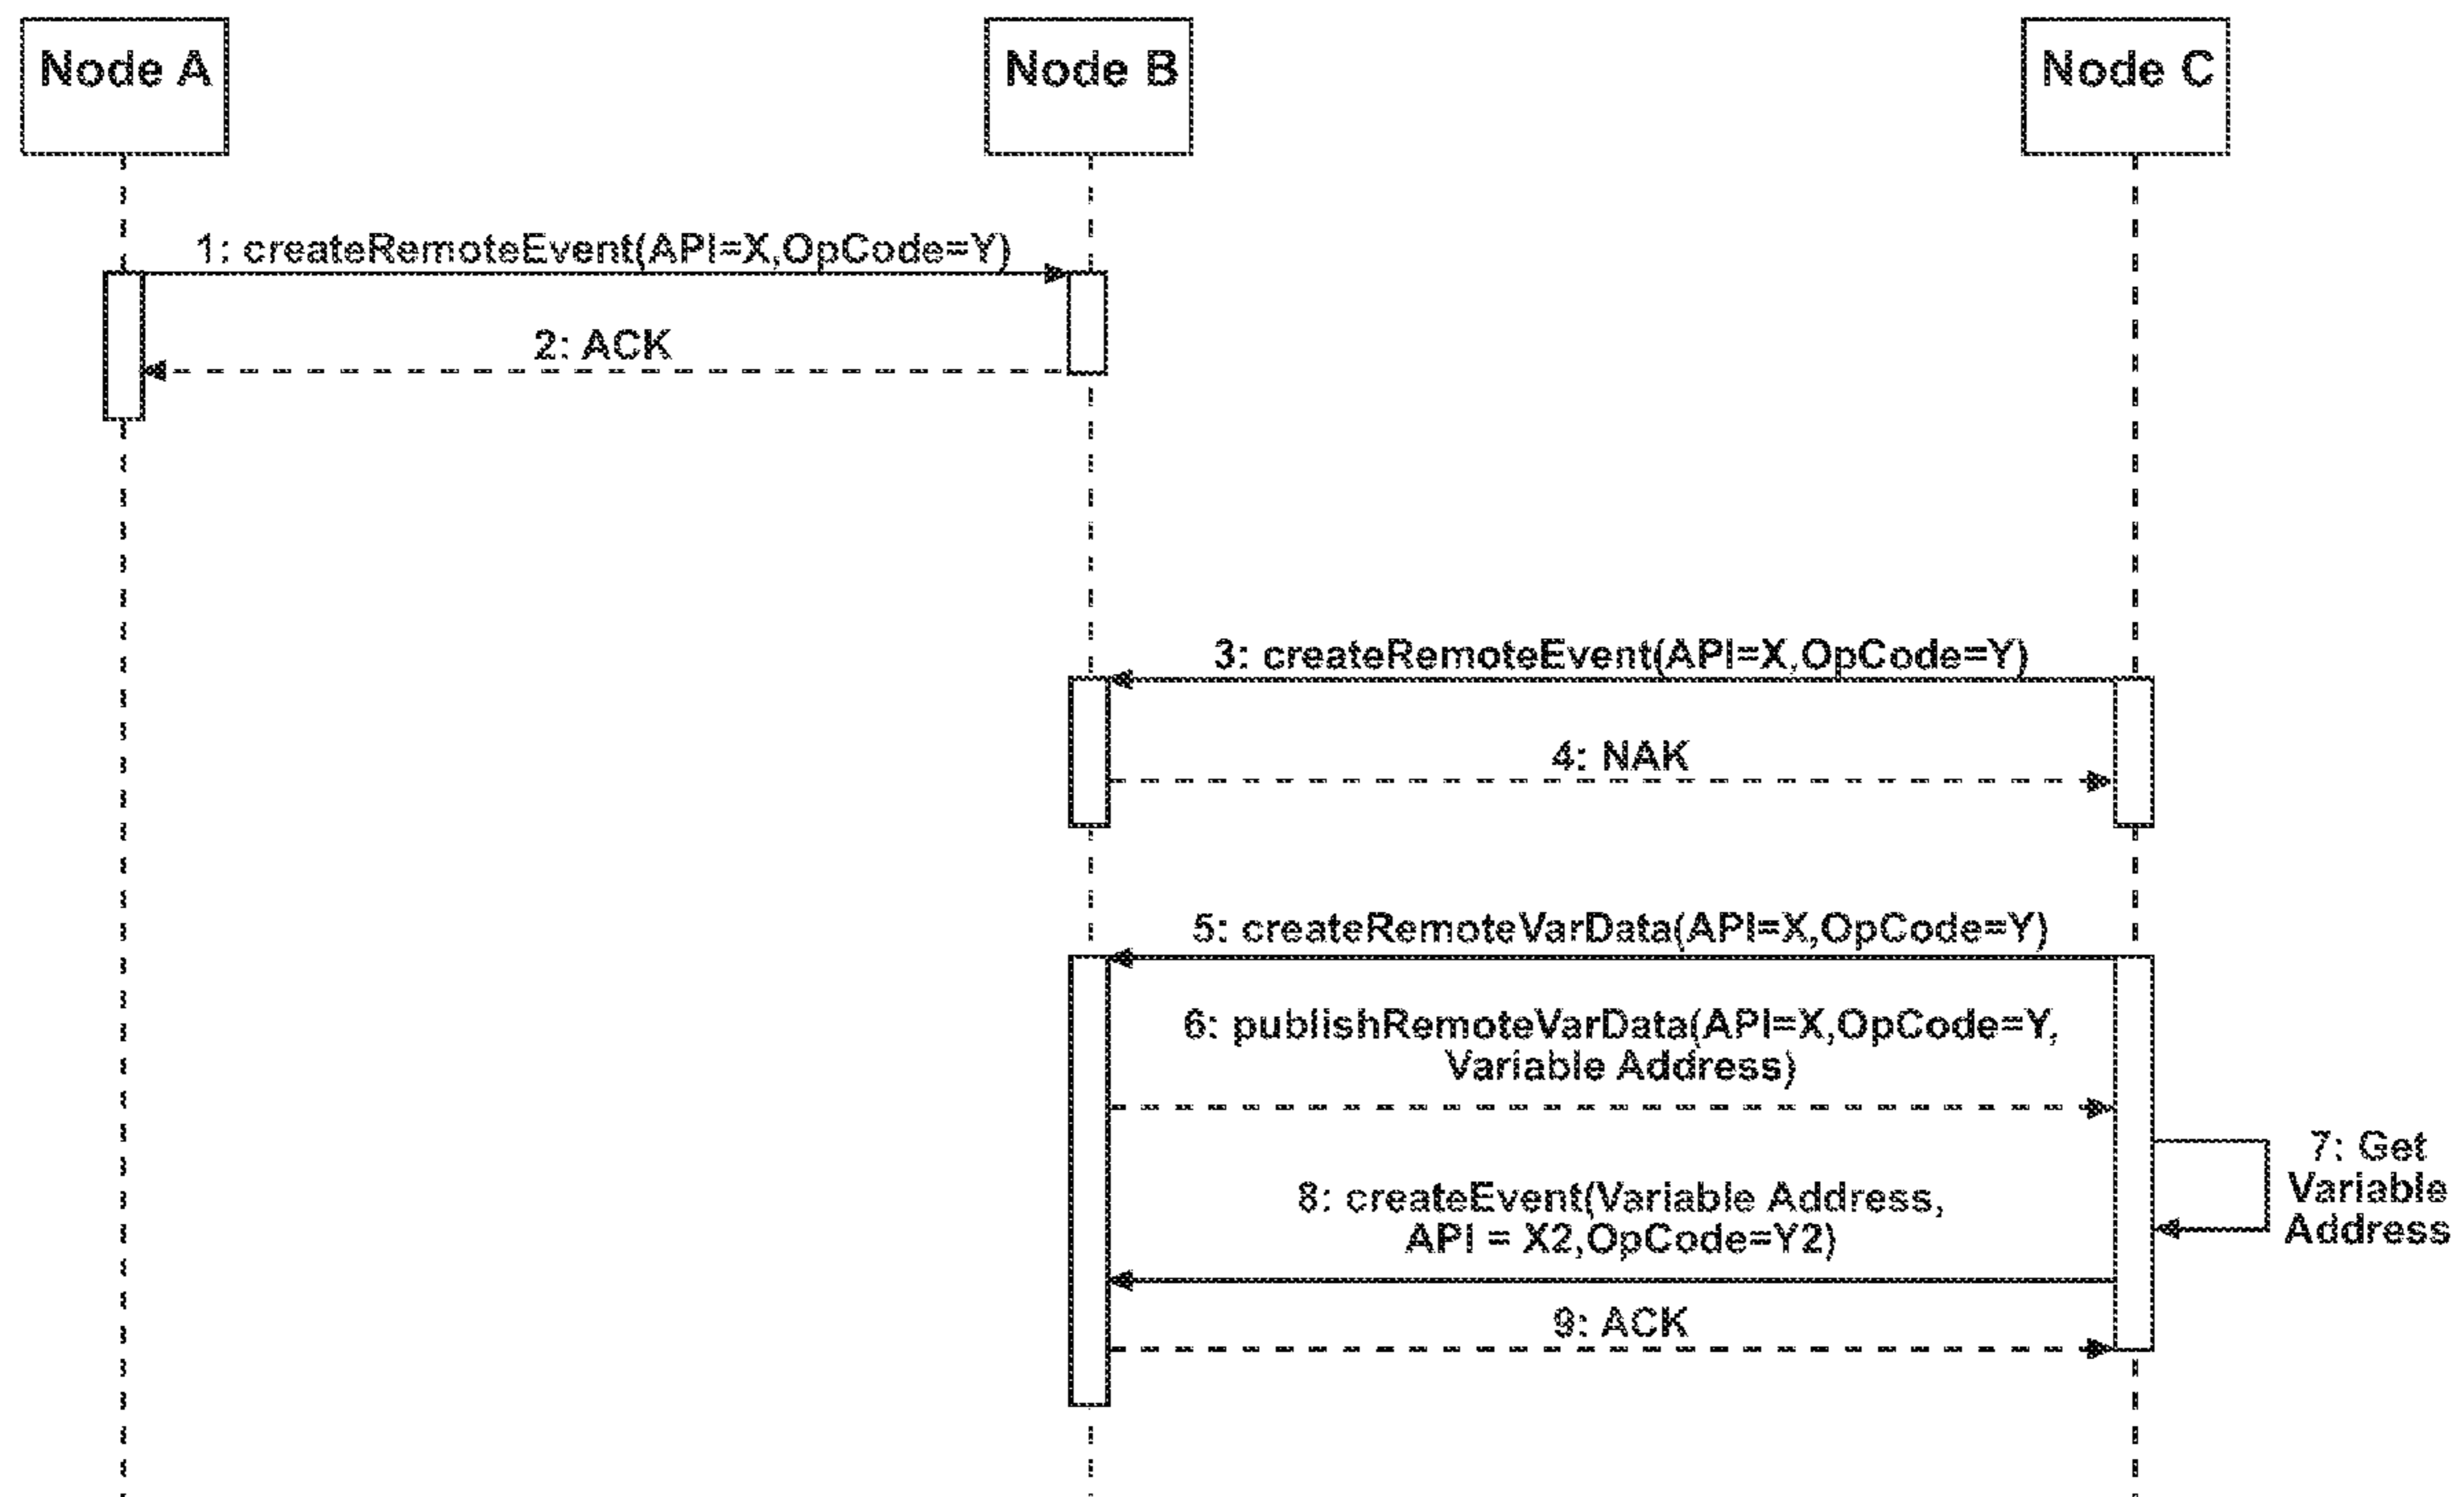 Node A
Node B
Node C
1: createRemoteEvent(API=X,OpCode=Y)
2: ACK
3: createRemoteEvent(API=X,OpCode=Y)
4: NAK
5: createRemoteVarData(API=X,OpCode=Y)
6: publishRemoteVarData(API=X,OpCode=Y,
Variable Address)
7: Get
Variable
Address
8: createEvent(Variable Address,
API = X2,OpCode=Y2)
9: ACK